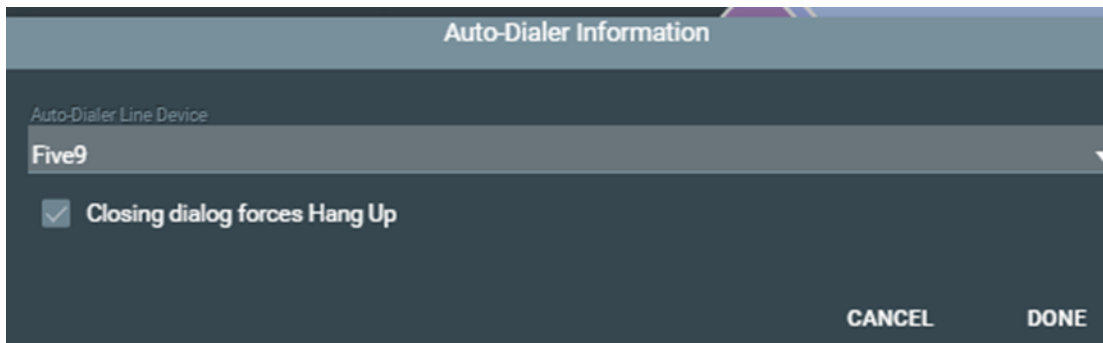 Auto-Dialer Information
Auto-Dialer Line Device
Five9
Closing dialog forces Hang Up
CANCEL DONE